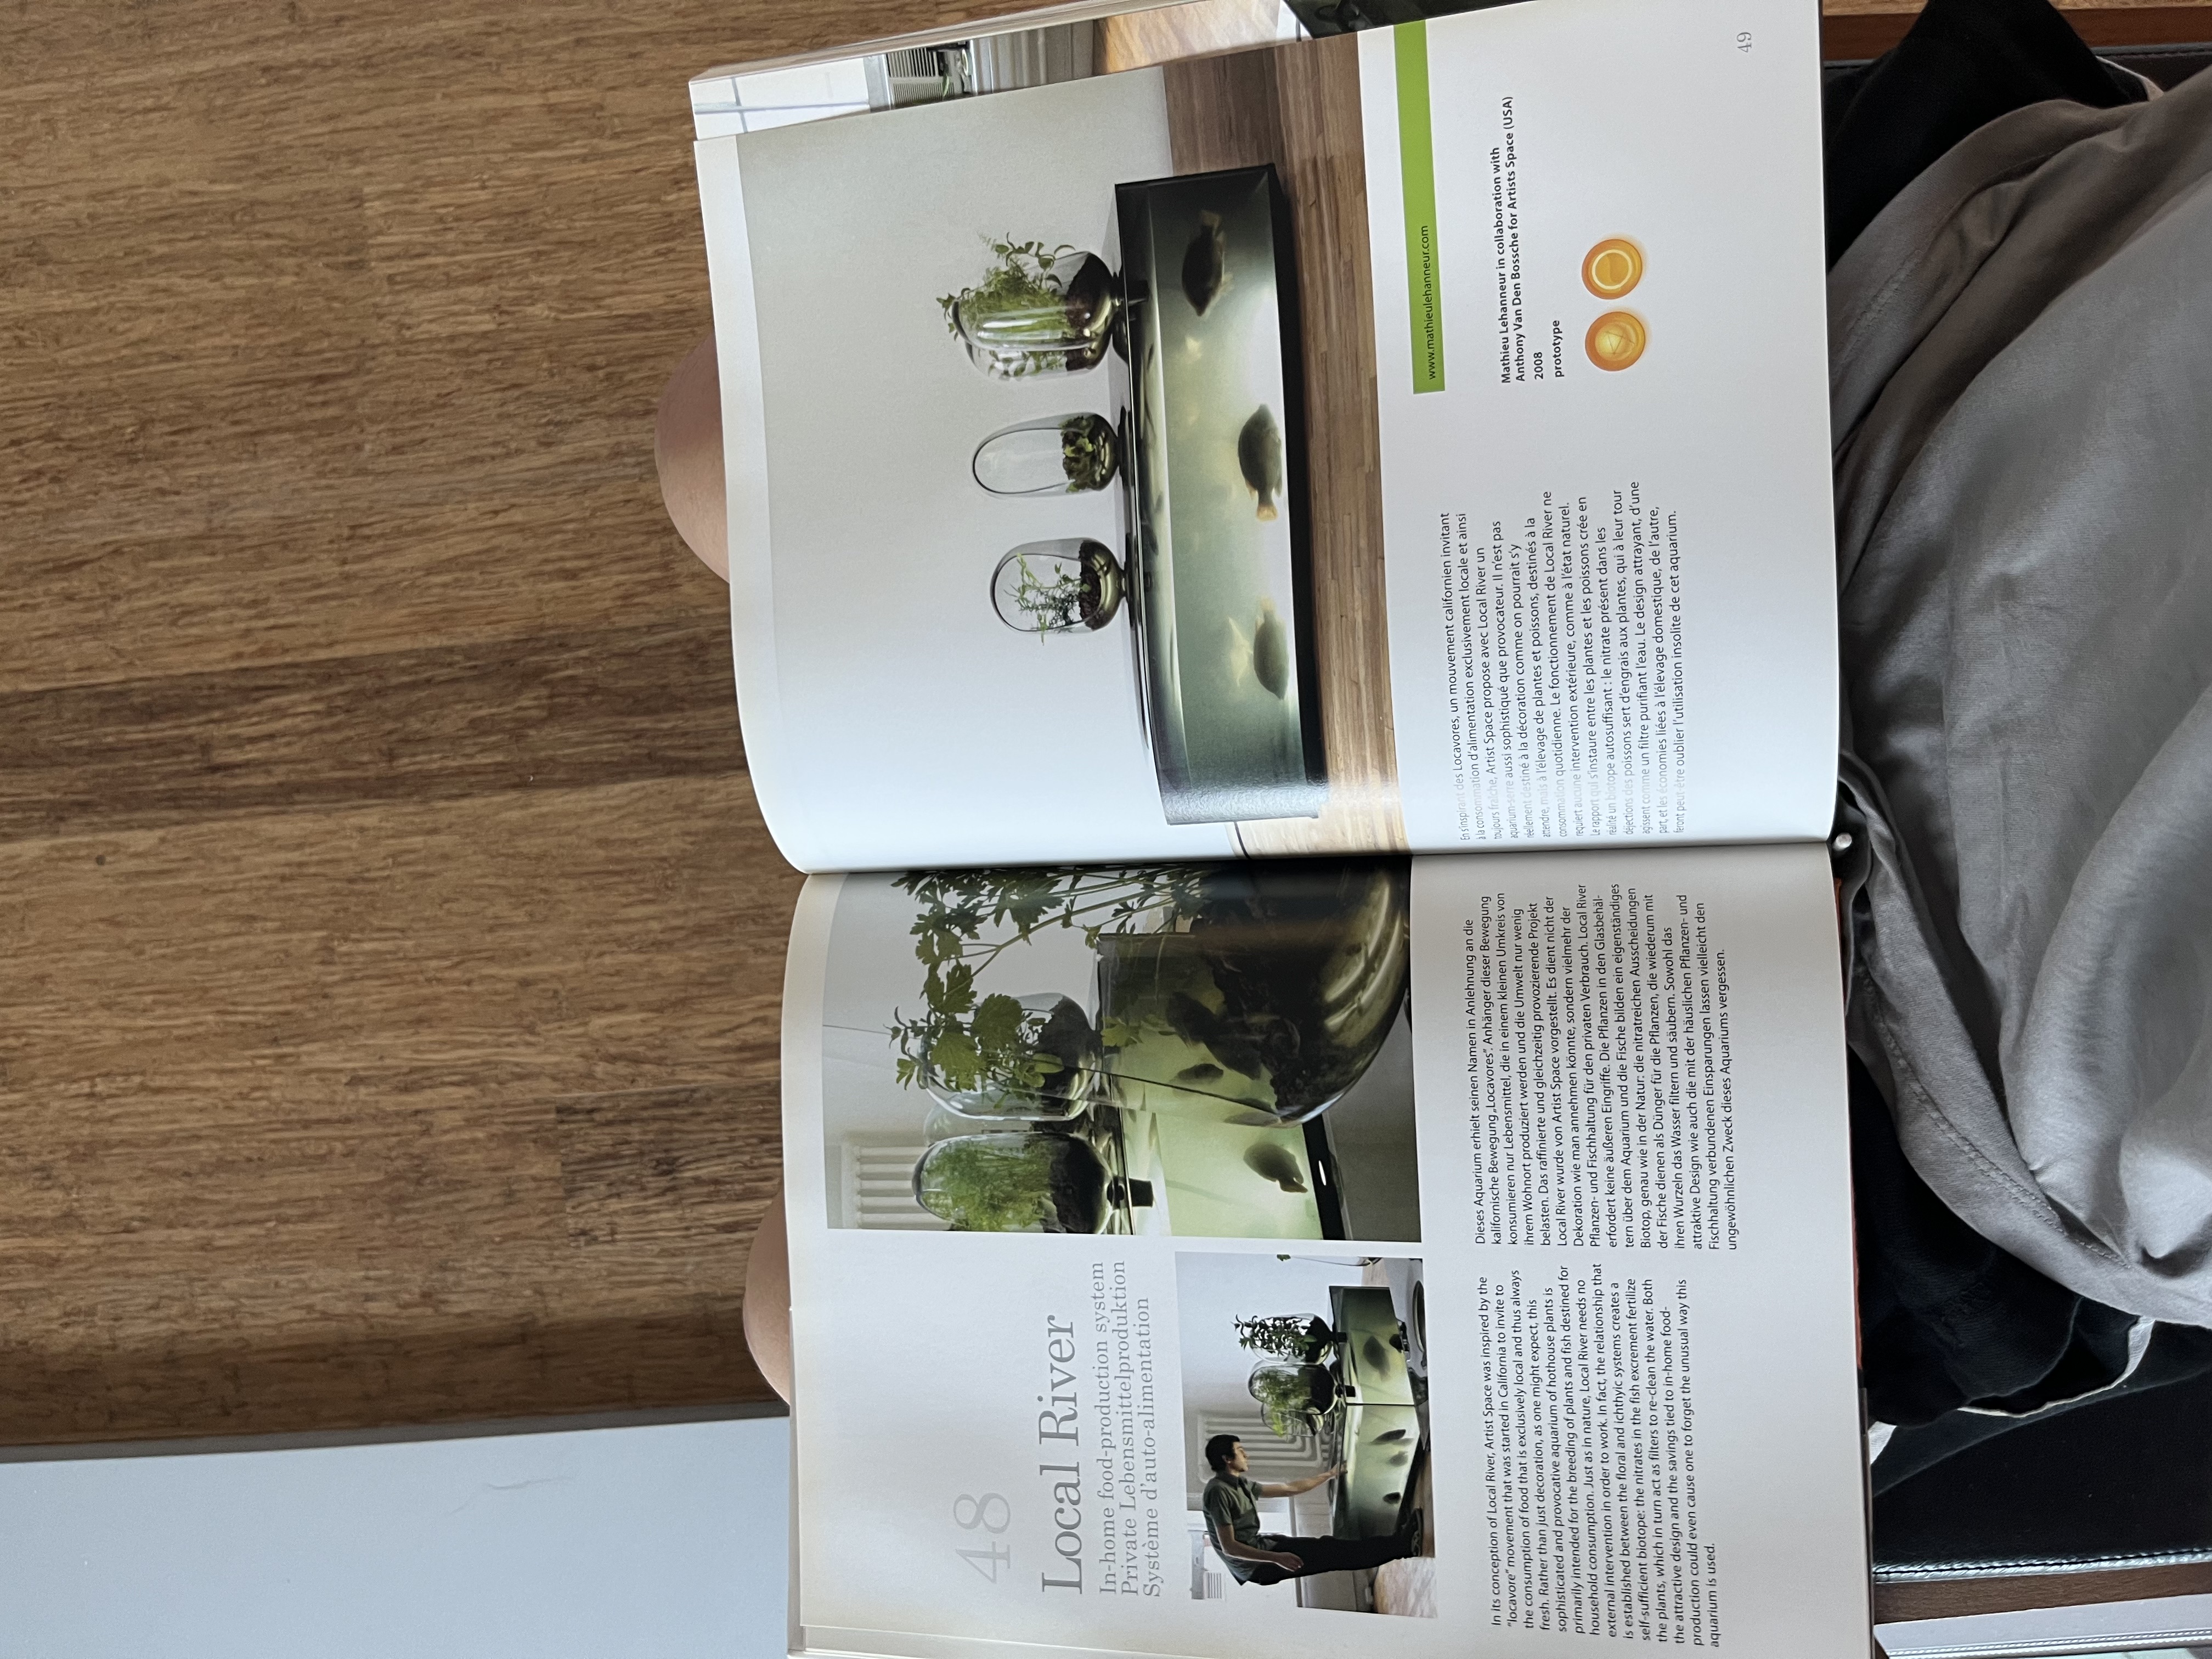 48
Local River
In-home food-production system
Private Lebensmittelproduktion
Système d'auto-alimentation
In its conception of Local River, Artist Space was inspired by the
"locavore" movement that was started in California to invite to
the consumption of food that is exclusively local and thus always
fresh. Rather than just decoration, as one might expect, this
sophisticated and provocative aquarium of hothouse plants is
primarily intended for the breeding of plants and fish destined for
household consumption. Just as in nature, Local River needs no
external intervention in order to work. In fact, the relationship that
is established between the floral and ichthyic systems creates a
self-sufficient biotope: the nitrates in the fish excrement fertilize
the plants, which in turn act as filters to re-clean the water. Both
the attractive design and the savings tied to in-home food-
production could even cause one to forget the unusual way this
aquarium is used.
Dieses Aquarium erhielt seinen Namen in Anlehnung an die
kalifornische Bewegung „Locavores". Anhänger dieser Bewegung
konsumieren nur Lebensmittel, die in einem kleinen Umkreis von
ihrem Wohnort produziert werden und die Umwelt nur wenig
belasten. Das raffinierte und gleichzeitig provozierende Projekt
Local River wurde von Artist Space vorgestellt. Es dient nicht der
Dekoration wie man annehmen könnte, sondern vielmehr der
Pflanzen- und Fischhaltung für den privaten Verbrauch. Local River
erfordert keine äußeren Eingriffe. Die Pflanzen in den Glasbehäl-
tern über dem Aquarium und die Fische bilden ein eigenständiges
Biotop, genau wie in der Natur: die nitratreichen Ausscheidungen
der Fische dienen als Dünger für die Pflanzen, die wiederum mit
ihren Wurzeln das Wasser filtern und säubern. Sowohl das
attraktive Design wie auch die mit der häuslichen Pflanzen- und
Fischhaltung verbundenen Einsparungen lassen vielleicht den
ungewöhnlichen Zweck dieses Aquariums vergessen.
En s'inspirant des Locavores, un mouvement californien invitant
à la consommation d'alimentation exclusivement locale et ainsi
toujours fraîche, Artist Space propose avec Local River un
aquarium-serre aussi sophistiqué que provocateur. Il n'est pas
réellement destiné à la décoration comme on pourrait s'y
attendre, mais à l'élevage de plantes et poissons, destinés à la
consommation quotidienne. Le fonctionnement de Local River ne
requiert aucune intervention extérieure, comme à l'état naturel.
Le rapport qui s'instaure entre les plantes et les poissons crée en
réalité un biotope autosuffisant : le nitrate présent dans les
déjections des poissons sert d'engrais aux plantes, qui à leur tour
agissent comme un filtre purifiant l'eau. Le design attrayant, d'une
part, et les économies liées à l'élevage domestique, de l'autre,
feront peut-être oublier l'utilisation insolite de cet aquarium.
www.mathieulehanneur.com
Mathieu Lehanneur in collaboration with
Anthony Van Den Bossche for Artists Space (USA)
2008
prototype
49